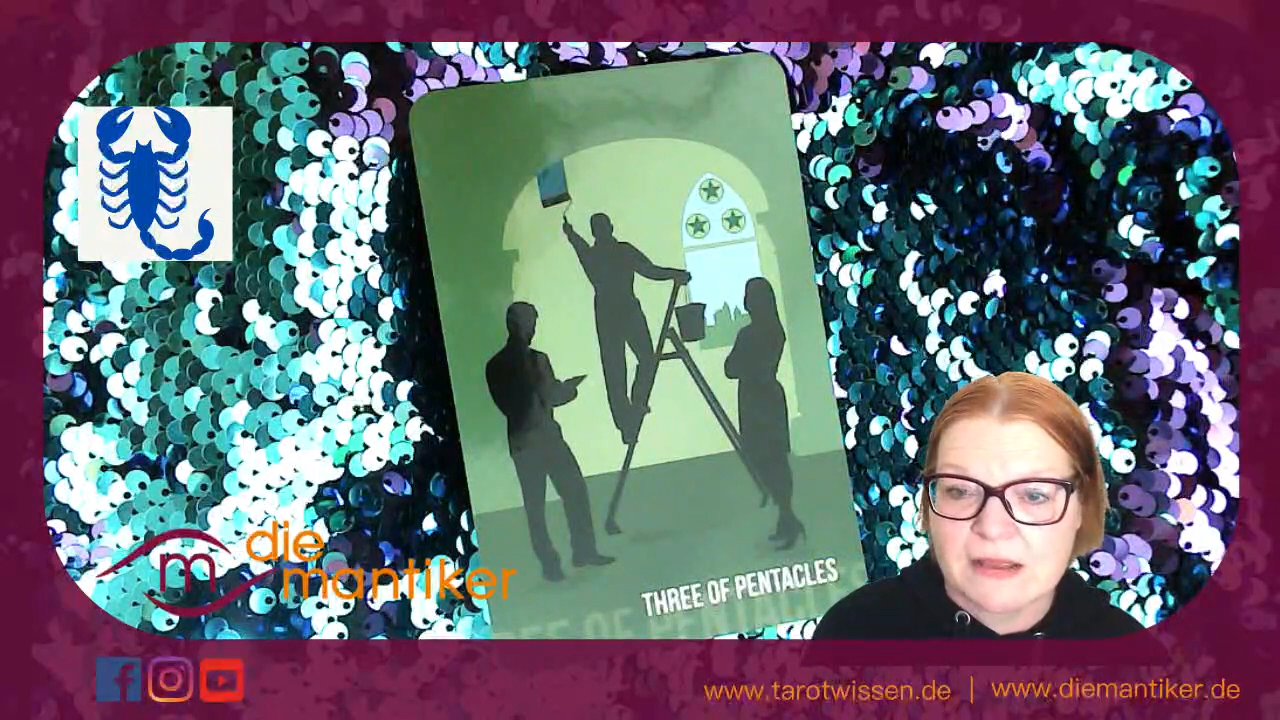 die
mantiker
m
THREE OF PENTACLES
www.tarotwissen.de | www.diemantiker.de